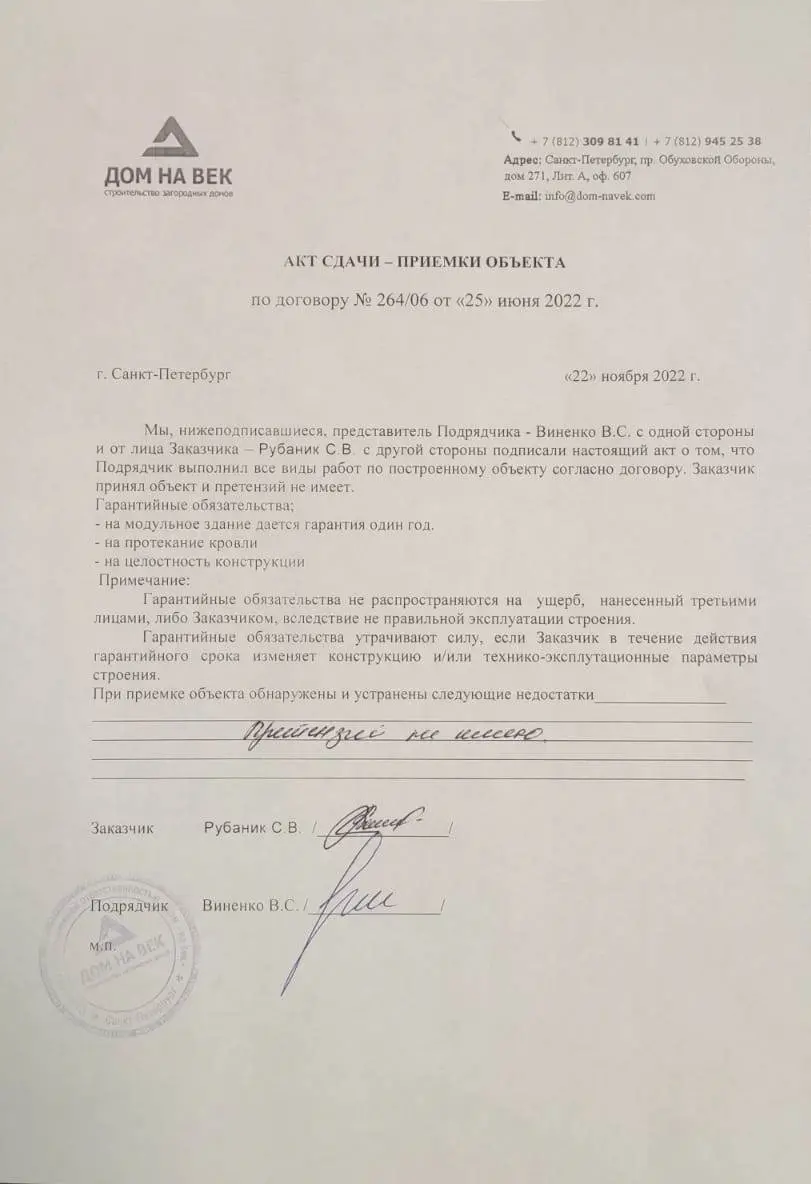 ДОМ НА ВЕК
строительство загородных домов
+ 7 (812) 309 81 41 | + 7 (812) 945 25 38
Адрес: Санкт-Петербург, пр. Обуховской Обороны,
дом 271, Лит. А, оф. 607
E-mail: info@dom-navek.com
АКТ СДАЧИ – ПРИЕМКИ ОБЪЕКТА
по договору № 264/06 от «25» июня 2022 г.
г. Санкт-Петербург «22» ноября 2022 г.
Мы, нижеподписавшиеся, представитель Подрядчика - Виненко В.С. с одной стороны
и от лица Заказчика – Рубаник С.В. с другой стороны подписали настоящий акт о том, что
Подрядчик выполнил все виды работ по построенному объекту согласно договору. Заказчик
принял объект и претензий не имеет.
Гарантийные обязательства;
- на модульное здание дается гарантия один год.
- на протекание кровли
- на целостность конструкции
Примечание:
Гарантийные обязательства не распространяются на ущерб, нанесенный третьими
лицами, либо Заказчиком, вследствие не правильной эксплуатации строения.
Гарантийные обязательства утрачивают силу, если Заказчик в течение действия
гарантийного срока изменяет конструкцию и/или технико-эксплутационные параметры
строения.
При приемке объекта обнаружены и устранены следующие недостатки
Претензий не имею.
Заказчик Рубаник С.В. / /
Подрядчик Виненко В.С. / /
м.п.
ДОМ НА ВЕК
Санкт-Петербург